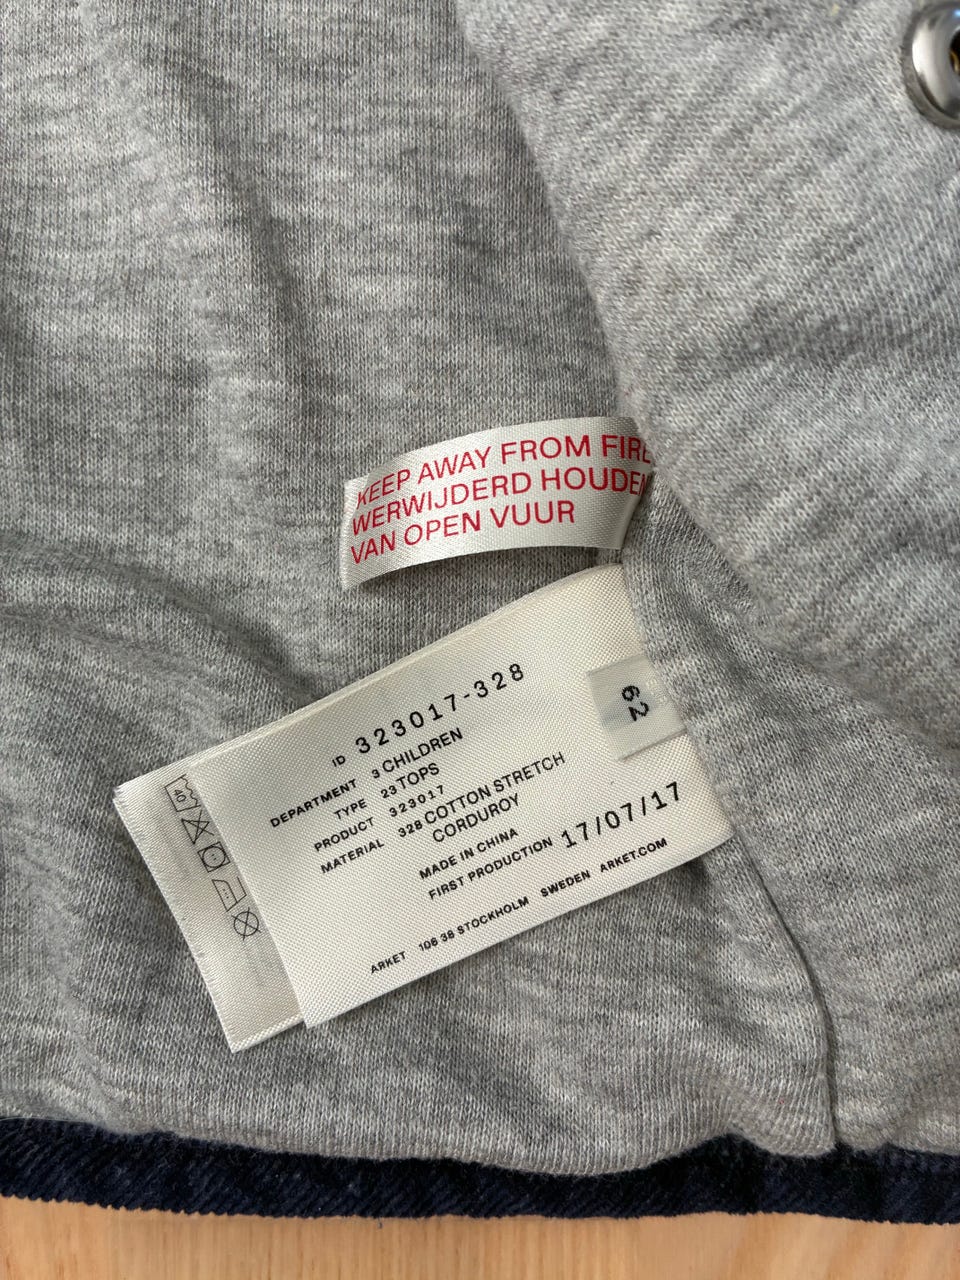 KEEP AWAY FROM FIRE
WERWIJDERD HOUDEN
VAN OPEN VUUR
ID 323017-328
DEPARTMENT 3 CHILDREN
TYPE 23 TOPS
PRODUCT 323017
MATERIAL 328 COTTON STRETCH
CORDUROY
MADE IN CHINA
FIRST PRODUCTION 17/07/17
ARKET 106 38 STOCKHOLM SWEDEN ARKET.COM
62
40